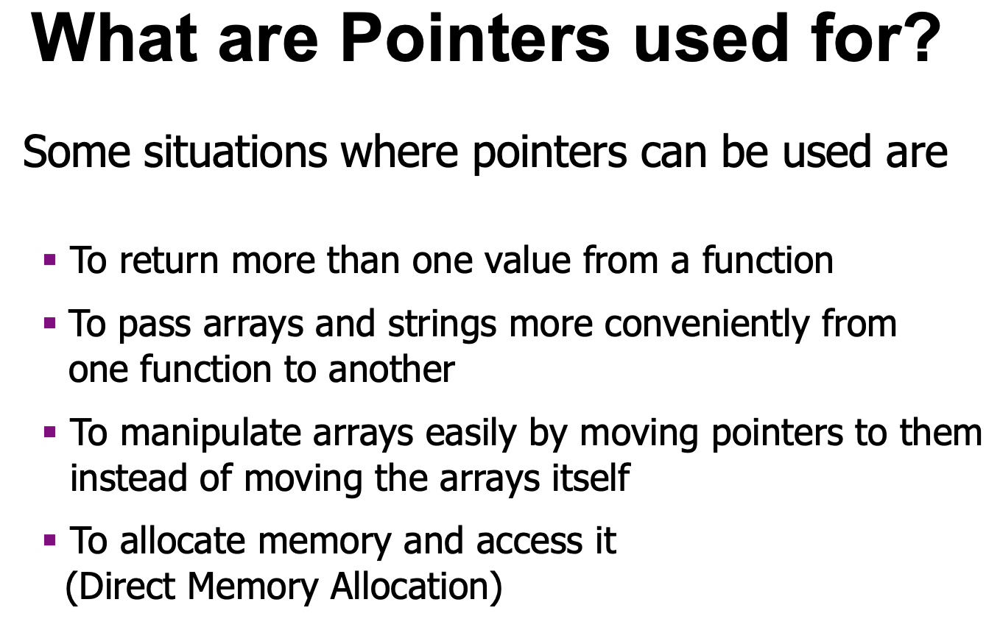 What are Pointers used for?
Some situations where pointers can be used are
▪ To return more than one value from a function
▪ To pass arrays and strings more conveniently from
one function to another
▪ To manipulate arrays easily by moving pointers to them
instead of moving the arrays itself
▪ To allocate memory and access it
(Direct Memory Allocation)